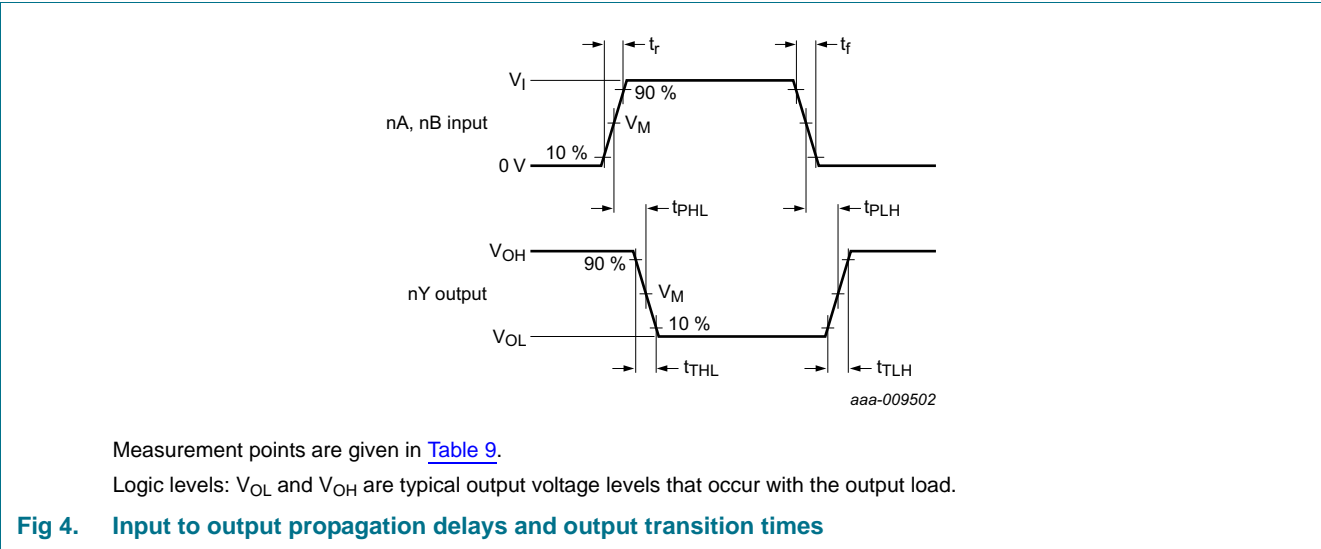 tr
tf
VI
90 %
nA, nB input
VM
10 %
0 V
tPHL
tPLH
VOH
90 %
nY output
VM
10 %
VOL
tTHL
tTLH
aaa-009502
Measurement points are given in Table 9.
Logic levels: VOL and VOH are typical output voltage levels that occur with the output load.
Fig 4. Input to output propagation delays and output transition times